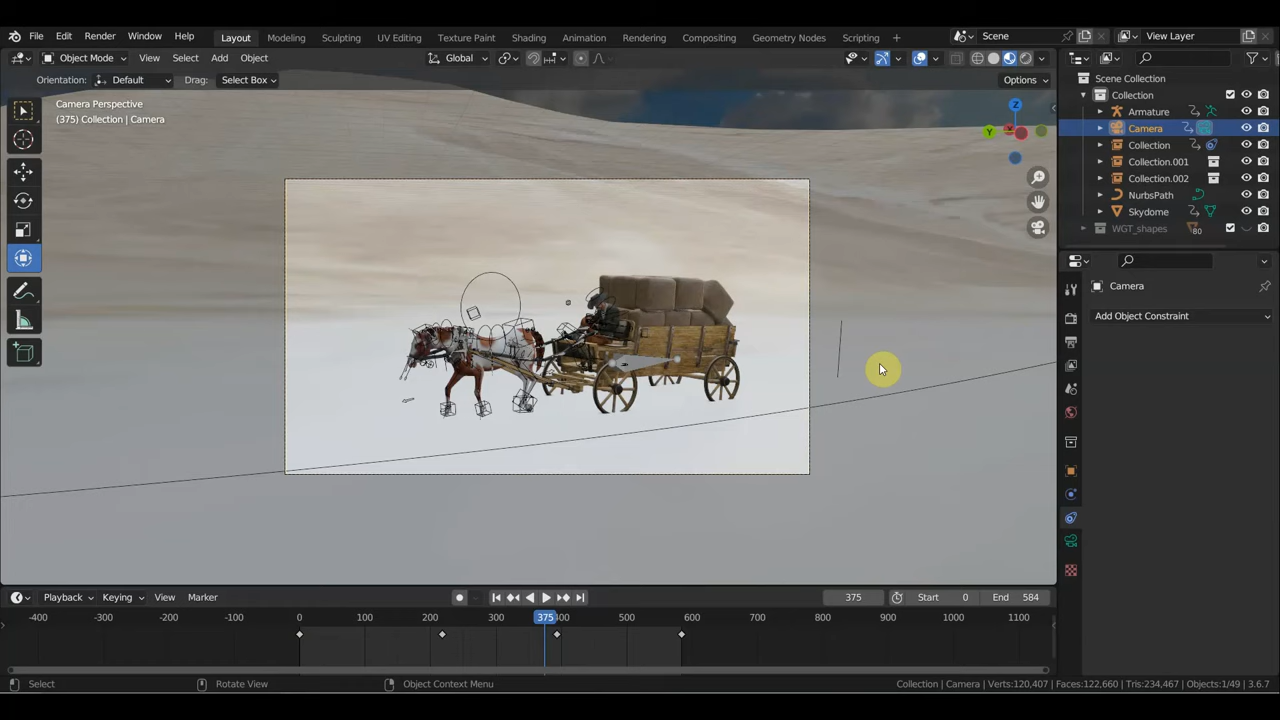 File Edit Render Window Help Layout Modeling Sculpting UV Editing Texture Paint Shading Animation Rendering Compositing Geometry Nodes Scripting + Scene View Layer
Object Mode View Select Add Object Global
Orientation: Default Drag: Select Box Options
Camera Perspective
(375) Collection | Camera
Z
Y
X
Scene Collection
Collection
Armature
Camera
Collection
Collection.001
Collection.002
NurbsPath
Skydome
WGT_shapes 80
Camera
Add Object Constraint
Playback Keying View Marker 375 Start 0 End 584
-400 -300 -200 -100 0 100 200 300 375 400 500 600 700 800 900 1000 1100
Select Rotate View Object Context Menu Collection | Camera | Verts:120,407 | Faces:122,660 | Tris:234,467 | Objects:1/49 | 3.6.7